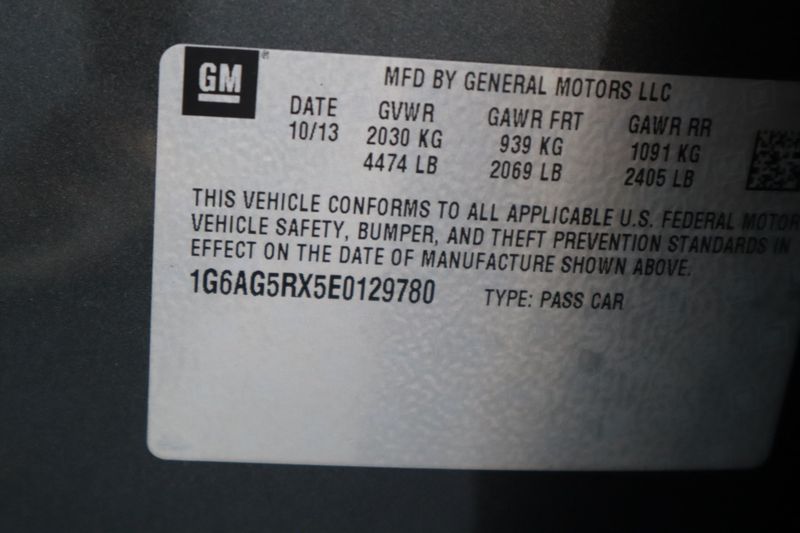 GM
MFD BY GENERAL MOTORS LLC
DATE GVWR GAWR FRT GAWR RR
10/13 2030 KG 939 KG 1091 KG
4474 LB 2069 LB 2405 LB
THIS VEHICLE CONFORMS TO ALL APPLICABLE U.S. FEDERAL MOTOR
VEHICLE SAFETY, BUMPER, AND THEFT PREVENTION STANDARDS IN
EFFECT ON THE DATE OF MANUFACTURE SHOWN ABOVE.
1G6AG5RX5E0129780 TYPE: PASS CAR